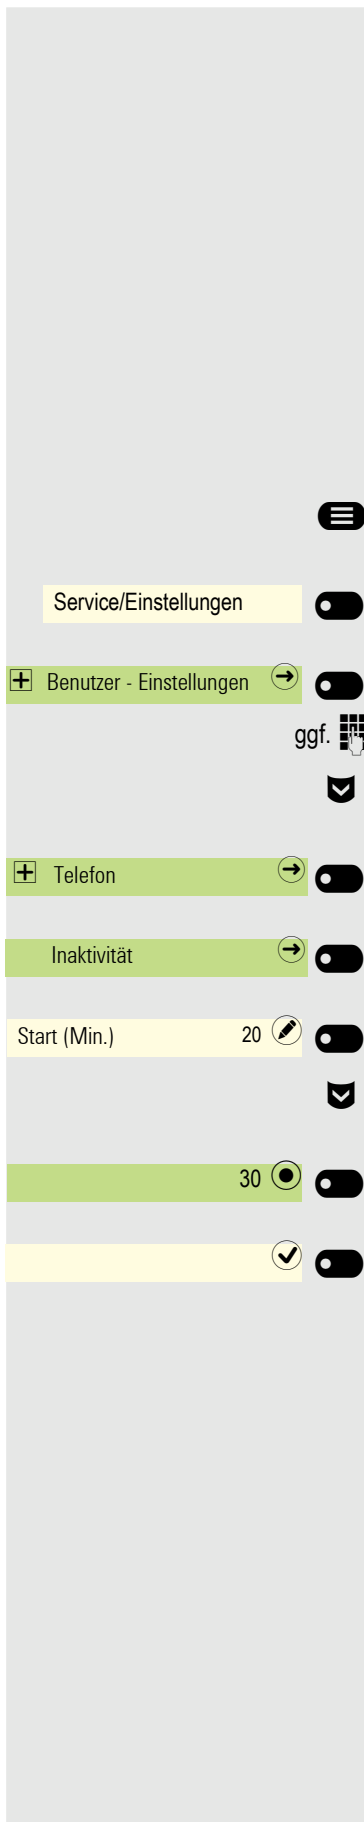 Service/Einstellungen
Benutzer - Einstellungen
ggf.
Telefon
Inaktivität
Start (Min.) 20
30